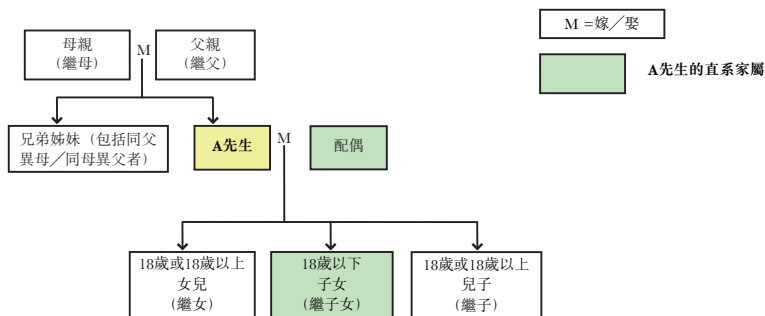 M =嫁／娶
A先生的直系家屬
母親
(繼母)
M
父親
(繼父)
兄弟姊妹（包括同父
異母／同母異父者）
A先生
M
配偶
18歲或18歲以上
女兒
(繼女)
18歲以下
子女
(繼子女)
18歲或18歲以上
兒子
(繼子)